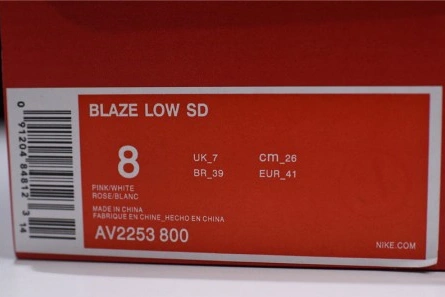 BLAZE LOW SD
8
UK_7 cm_26
BR_39 EUR_41
PINK/WHITE
ROSE/BLANC
MADE IN CHINA
FABRIQUE EN CHINE_HECHO EN CHINA
AV2253 800
NIKE.COM
0 91204 84812 3 14